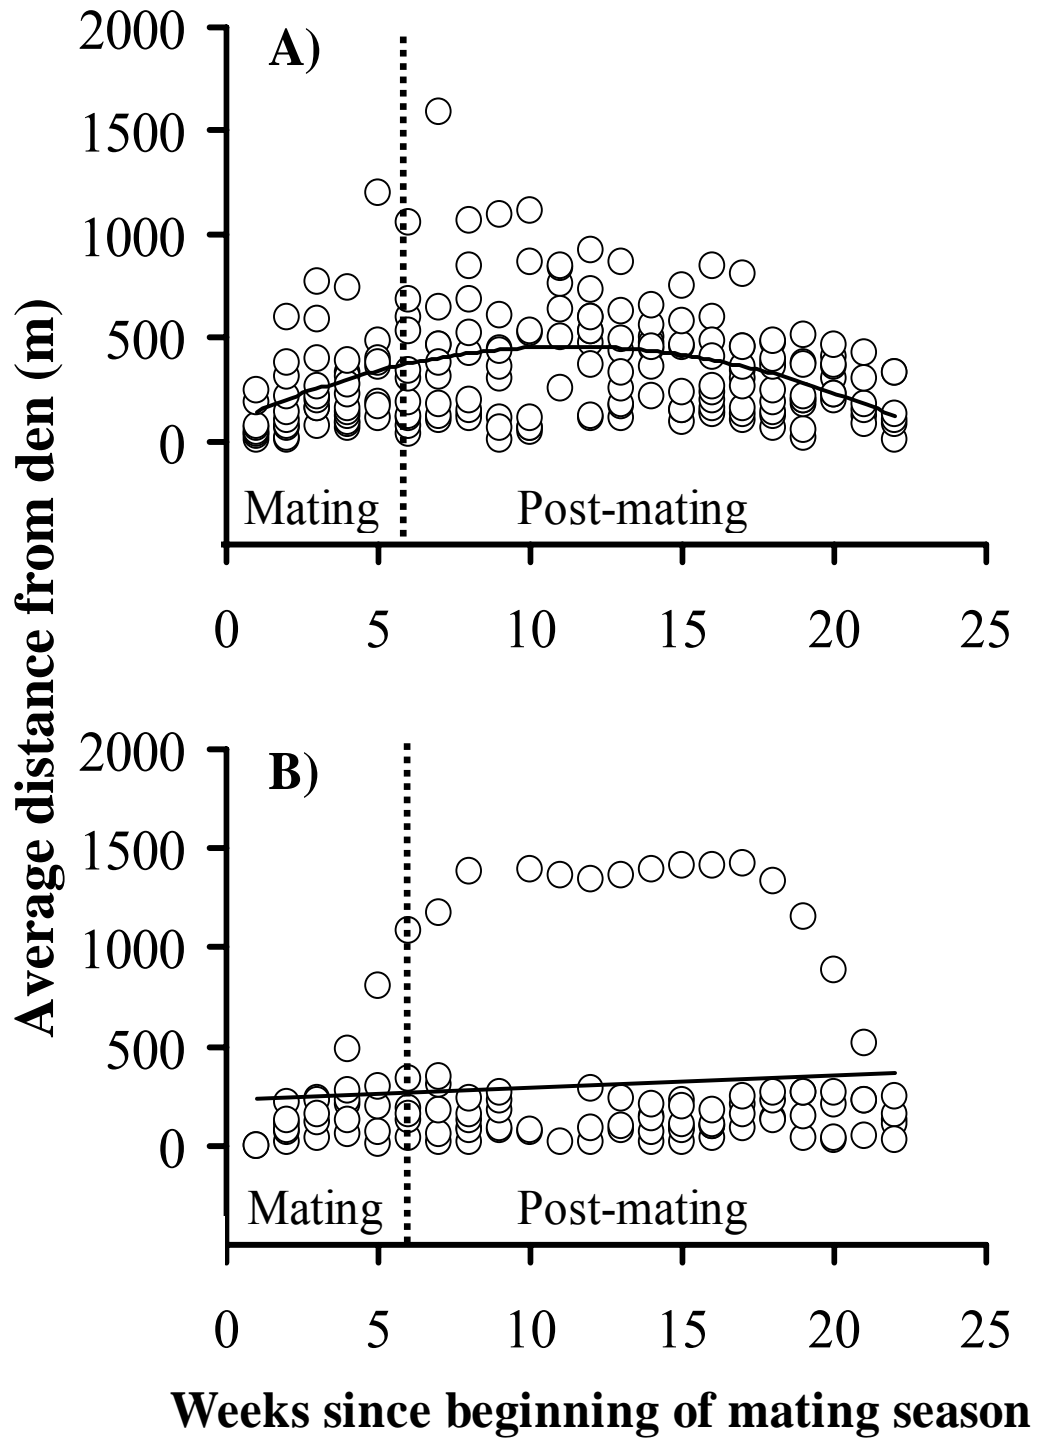 Average distance from den (m)
A)
2000
1500
1000
500
0
Mating
Post-mating
0 5 10 15 20 25
B)
2000
1500
1000
500
0
Mating
Post-mating
0 5 10 15 20 25
Weeks since beginning of mating season